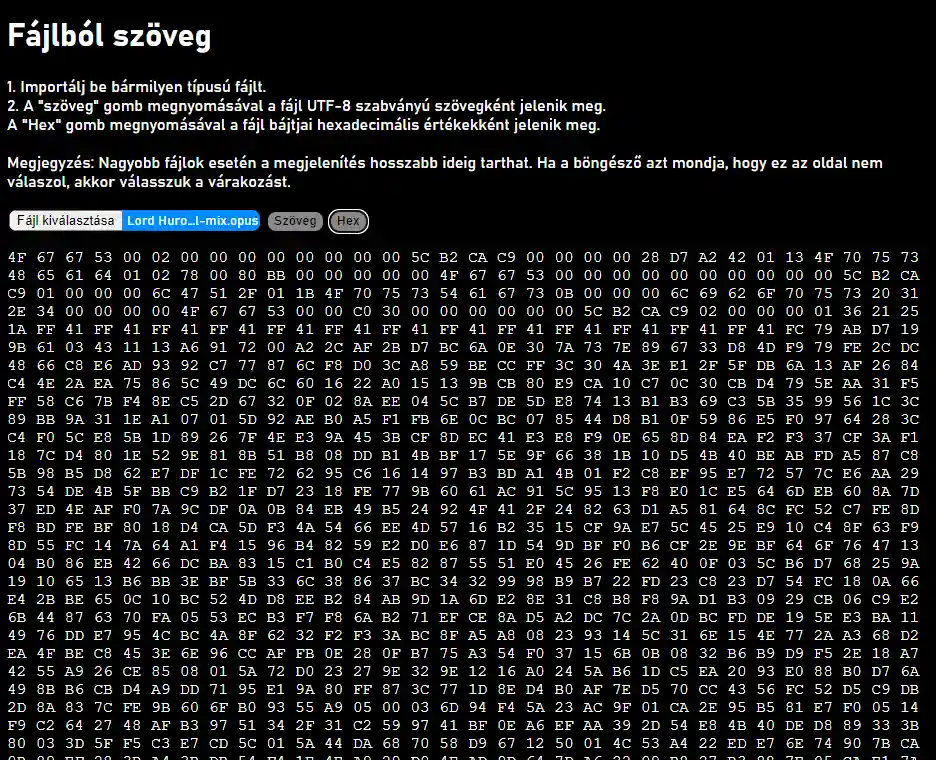 Fájlból szöveg
1. Importálj be bármilyen típusú fájlt.
2. A "szöveg" gomb megnyomásával a fájl UTF-8 szabványú szövegként jelenik meg.
A "Hex" gomb megnyomásával a fájl bájtjai hexadecimális értékekként jelenik meg.
Megjegyzés: Nagyobb fájlok esetén a megjelenítés hosszabb ideig tarthat. Ha a böngésző azt mondja, hogy ez az oldal nem
válaszol, akkor válasszuk a várakozást.
Fájl kiválasztása Lord Huro...l-mix.opus Szöveg Hex
4F 67 67 53 00 02 00 00 00 00 00 00 00 00 5C B2 CA C9 00 00 00 00 28 D7 A2 42 01 13 4F 70 75 73
48 65 61 64 01 02 78 00 80 BB 00 00 00 00 00 4F 67 67 53 00 00 00 00 00 00 00 00 00 00 5C B2 CA
C9 01 00 00 00 6C 47 51 2F 01 1B 4F 70 75 73 54 61 67 73 0B 00 00 00 6C 69 62 6F 70 75 73 20 31
2E 34 00 00 00 00 4F 67 67 53 00 00 C0 30 00 00 00 00 00 00 5C B2 CA C9 02 00 00 00 01 36 21 25
1A FF 41 FF 41 FF 41 FF 41 FF 41 FF 41 FF 41 FF 41 FF 41 FF 41 FF 41 FF 41 FF 41 FC 79 AB D7 19
9B 61 03 43 11 13 A6 91 72 00 A2 2C AF 2B D7 BC 6A 0E 30 7A 73 7E 89 67 33 D8 4D F9 79 FE 2C DC
48 66 C8 E6 AD 93 92 C7 77 87 6C F8 D0 3C A8 59 BE CC FF 3C 30 4A 3E E1 2F 5F DB 6A 13 AF 26 84
C4 4E 2A EA 75 86 5C 49 DC 6C 60 16 22 A0 15 13 9B CB 80 E9 CA 10 C7 0C 30 CB D4 79 5E AA 31 F5
FF 58 C6 7B F4 8E C5 2D 67 32 0F 02 8A EE 04 5C B7 DE 5D E8 74 13 B1 B3 69 C3 5B 35 99 56 1C 3C
89 BB 9A 31 1E A1 07 01 5D 92 AE B0 A5 F1 FB 6E 0C BC 07 85 44 D8 B1 0F 59 86 E5 F0 97 64 28 3C
C4 F0 5C E8 5B 1D 89 26 7F 4E E3 9A 45 3B CF 8D EC 41 E3 E8 F9 0E 65 8D 84 EA F2 F3 37 CF 3A F1
18 7C D4 80 1E 52 9E 81 8B 51 B8 08 DD B1 4B BF 17 5E 9F 66 38 1B 10 D5 4B 40 BE AB FD A5 87 C8
5B 98 B5 D8 62 E7 DF 1C FE 72 62 95 C6 16 14 97 B3 BD A1 4B 01 F2 C8 EF 95 E7 72 57 7C E6 AA 29
73 54 DE 4B 5F BB C9 B2 1F D7 23 18 FE 77 9B 60 61 AC 91 5C 95 13 F8 E0 1C E5 64 6D EB 60 8A 7D
37 ED 4E AF F0 7A 9C DF 0A 0B 84 EB 49 B5 24 92 4F 41 2F 24 82 63 D1 A5 81 64 8C FC 52 C7 FE 8D
F8 BD FE BF 80 18 D4 CA 5D F3 4A 54 66 EE 4D 57 16 B2 35 15 CF 9A E7 5C 45 25 E9 10 C4 8F 63 F9
8D 55 FC 14 7A 64 A1 F4 15 96 B4 82 59 E2 D0 E6 87 1D 54 9D BF F0 B6 CF 2E 9E BF 64 6F 76 47 13
04 B0 86 EB 42 66 DC BA 83 15 C1 B0 C4 E5 82 87 55 51 E0 45 26 FE 62 40 0F 03 5C B6 D7 68 25 9A
19 10 65 13 B6 BB 3E BF 5B 33 6C 38 86 37 BC 34 32 99 98 B9 B7 22 FD 23 C8 23 D7 54 FC 18 0A 66
E4 2B BE 65 0C 10 BC 52 4D D8 EE B2 84 AB 9D 1A 6D E2 8E 31 C8 B8 F8 9A D1 B3 09 29 CB 06 C9 E2
6B 44 87 63 70 FA 05 53 EC B3 F7 F8 6A B2 71 EF CE 8A D5 A2 DC 7C 2A 0D BC FD DE 19 5E E3 BA 11
49 76 DD E7 95 4C BC 4A 8F 62 32 F2 F3 3A BC 8F A5 A8 08 23 93 14 5C 31 6E 15 4E 77 2A A3 68 D2
EA 4F BE C8 45 3E 6E 96 CC AF FB 0E 28 0F B7 75 A3 54 F0 37 15 6B 0B 08 32 B6 B9 D9 F5 2E 18 A7
42 55 A9 26 CE 85 08 01 5A 72 D0 23 27 9E 32 9E 12 16 A0 24 5A B6 1D C5 EA 20 93 E0 88 B0 D7 6A
49 8B B6 CB D4 A9 DD 71 95 E1 9A 80 FF 87 3C 77 1D 8E D4 B0 AF 7E D5 70 CC 43 56 FC 52 D5 C9 DB
2D 8A 83 7C FE 9B 60 6F B0 93 55 A9 05 00 03 6D 94 F4 5A 23 AC 9F 01 CA 2E 95 B5 81 E7 F0 05 14
F9 C2 64 27 48 AF B3 97 51 34 2F 31 C2 59 97 41 BF 0E A6 EF AA 39 2D 54 E8 4B 40 DE D8 89 33 3B
80 03 3D 5F F5 C3 E7 CD 5C 01 5A 44 DA 68 70 58 D9 67 12 50 01 4C 53 A4 22 ED E7 6E 74 90 7B CA